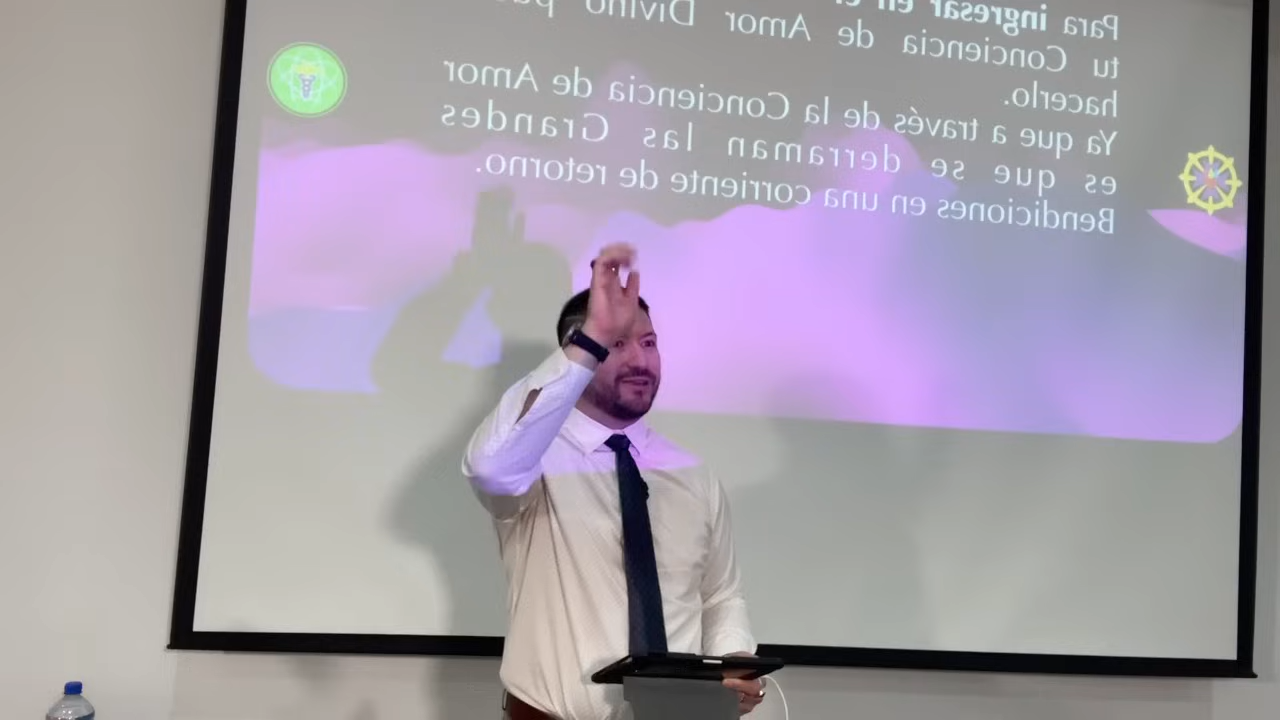 Para ingresar en el
tu Conciencia de Amor Divino
hacerlo.
Ya que a través de la Conciencia de Amor
es que se derraman las Grandes
Bendiciones en una corriente de retorno.